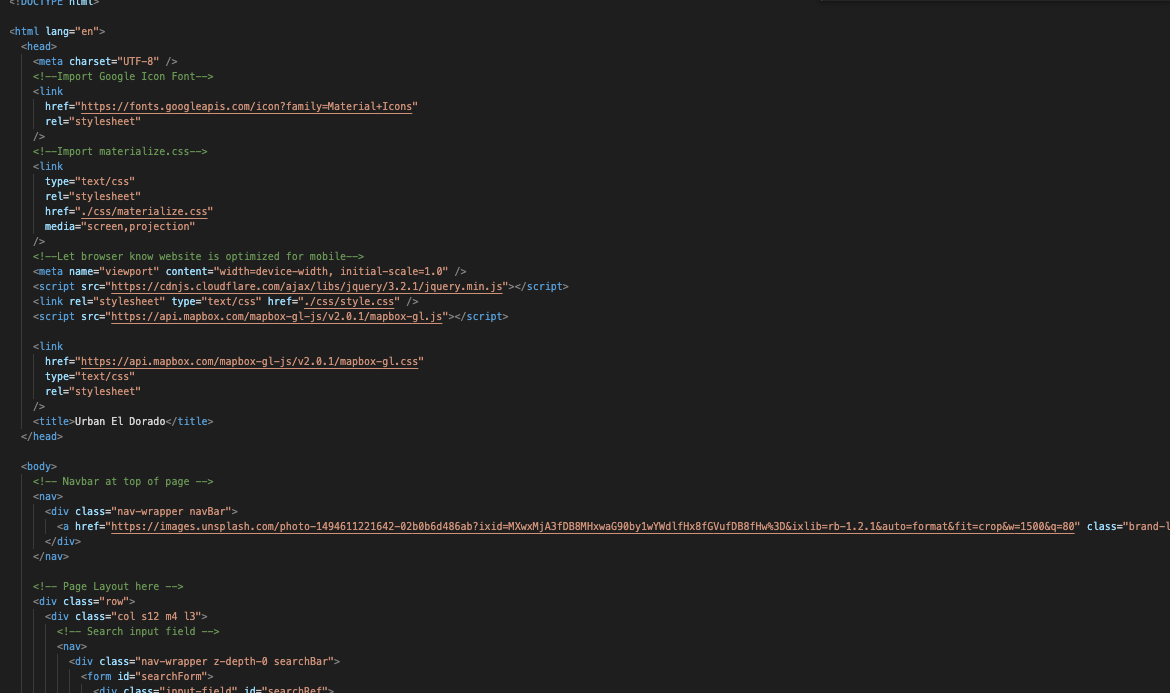 <!DOCTYPE html>
<html lang="en">
<head>
<meta charset="UTF-8" />
<!--Import Google Icon Font-->
<link
href="https://fonts.googleapis.com/icon?family=Material+Icons"
rel="stylesheet"
/>
<!--Import materialize.css-->
<link
type="text/css"
rel="stylesheet"
href="./css/materialize.css"
media="screen,projection"
/>
<!--Let browser know website is optimized for mobile-->
<meta name="viewport" content="width=device-width, initial-scale=1.0" />
<script src="https://cdnjs.cloudflare.com/ajax/libs/jquery/3.2.1/jquery.min.js"></script>
<link rel="stylesheet" type="text/css" href="./css/style.css" />
<script src="https://api.mapbox.com/mapbox-gl-js/v2.0.1/mapbox-gl.js"></script>
<link
href="https://api.mapbox.com/mapbox-gl-js/v2.0.1/mapbox-gl.css"
type="text/css"
rel="stylesheet"
/>
<title>Urban El Dorado</title>
</head>
<body>
<!-- Navbar at top of page -->
<nav>
<div class="nav-wrapper navBar">
<a href="https://images.unsplash.com/photo-1494611221642-02b0b6d486ab?ixid=MXwxMjA3fDB8MHxwaG90by1wYWdlfHx8fGVufDB8fHw%3D&ixlib=rb-1.2.1&auto=format&fit=crop&w=1500&q=80" class="brand-l
</div>
</nav>
<!-- Page Layout here -->
<div class="row">
<div class="col s12 m4 l3">
<!-- Search input field -->
<nav>
<div class="nav-wrapper z-depth-0 searchBar">
<form id="searchForm">
<div class="input-field" id="searchRef">